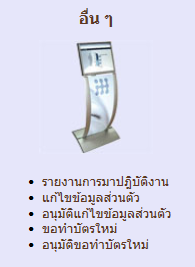 อื่น ๆ
รายงานการมาปฏิบัติงาน
แก้ไขข้อมูลส่วนตัว
อนุมัติแก้ไขข้อมูลส่วนตัว
ขอทำบัตรใหม่
อนุมัติขอทำบัตรใหม่